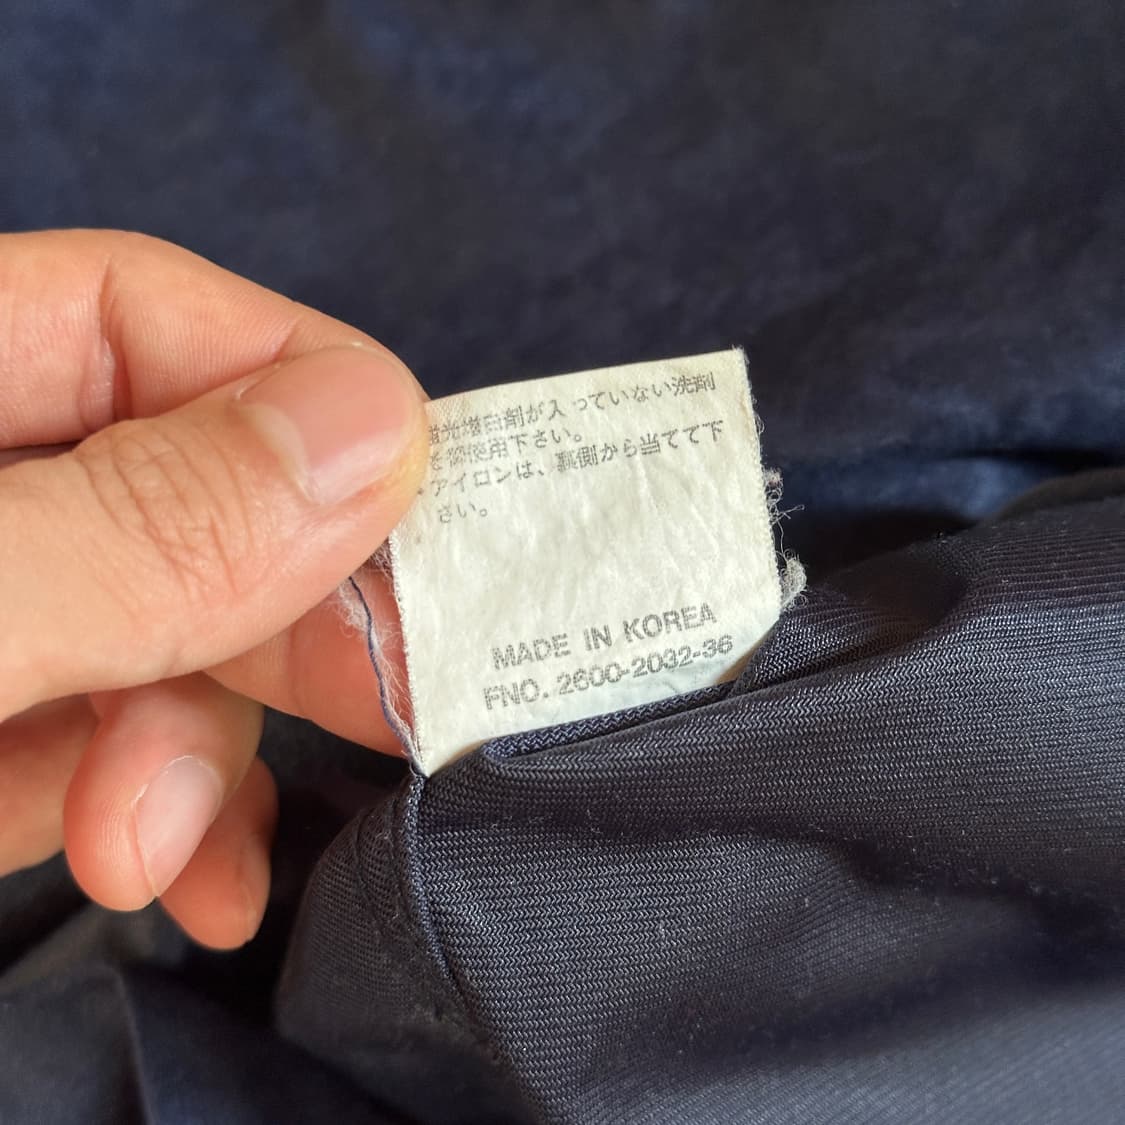 蛍光増白剤が入っていない洗剤
を御使用下さい。
・アイロンは、裏側から当てて下
さい。
MADE IN KOREA
FNO. 2600-2032-36